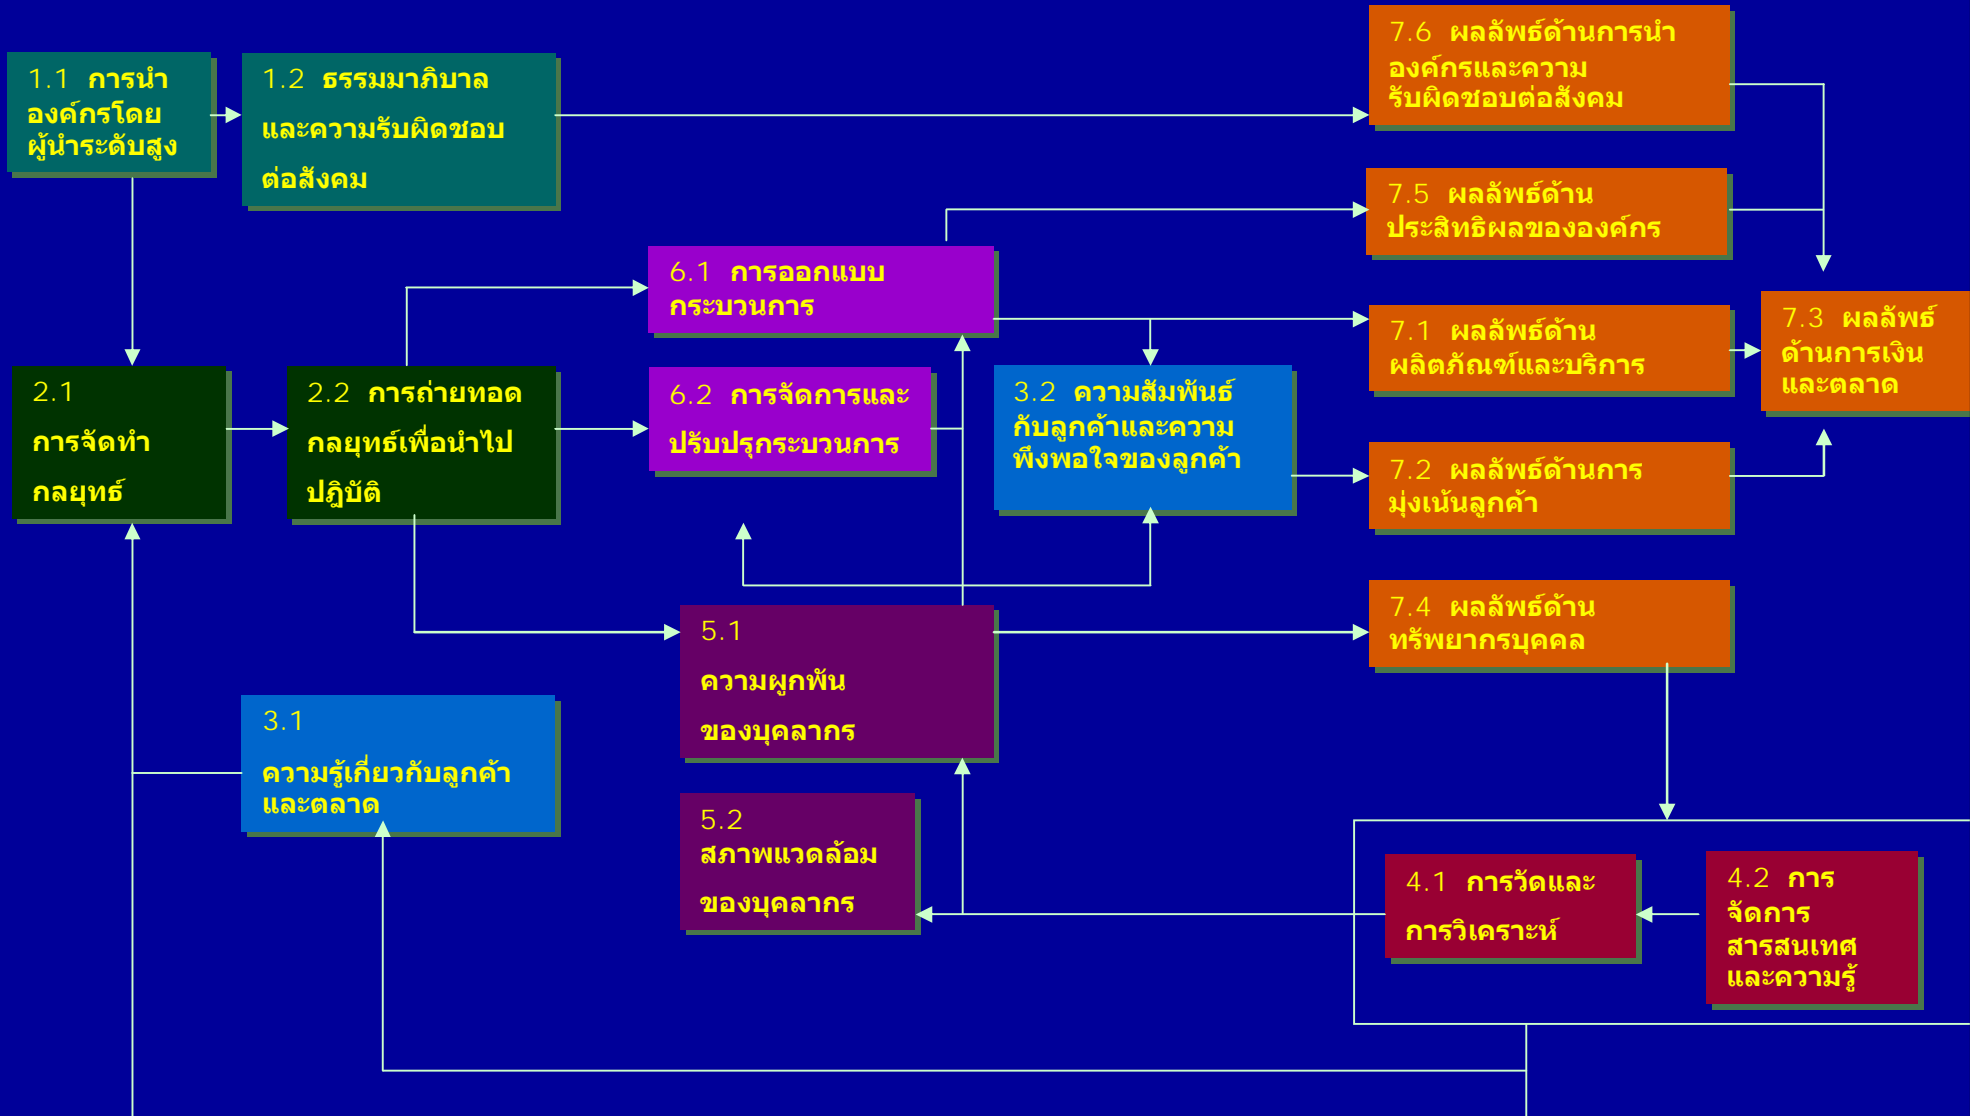 1.1 การนำ
องค์กรโดย
ผู้นำระดับสูง
1.2 ธรรมมาภิบาล
และความรับผิดชอบ
ต่อสังคม
7.6 ผลลัพธ์ด้านการนำ
องค์กรและความ
รับผิดชอบต่อสังคม
7.5 ผลลัพธ์ด้าน
ประสิทธิผลขององค์กร
6.1 การออกแบบ
กระบวนการ
7.1 ผลลัพธ์ด้าน
ผลิตภัณฑ์และบริการ
7.3 ผลลัพธ์
ด้านการเงิน
และตลาด
2.1
การจัดทำ
กลยุทธ์
2.2 การถ่ายทอด
กลยุทธ์เพื่อนำไป
ปฎิบัติ
6.2 การจัดการและ
ปรับปรุกระบวนการ
3.2 ความสัมพันธ์
กับลูกค้าและความ
พึงพอใจของลูกค้า
7.2 ผลลัพธ์ด้านการ
มุ่งเน้นลูกค้า
7.4 ผลลัพธ์ด้าน
ทรัพยากรบุคคล
5.1
ความผูกพัน
ของบุคลากร
3.1
ความรู้เกี่ยวกับลูกค้า
และตลาด
5.2
สภาพแวดล้อม
ของบุคลากร
4.1 การวัดและ
การวิเคราะห์
4.2 การ
จัดการ
สารสนเทศ
และความรู้